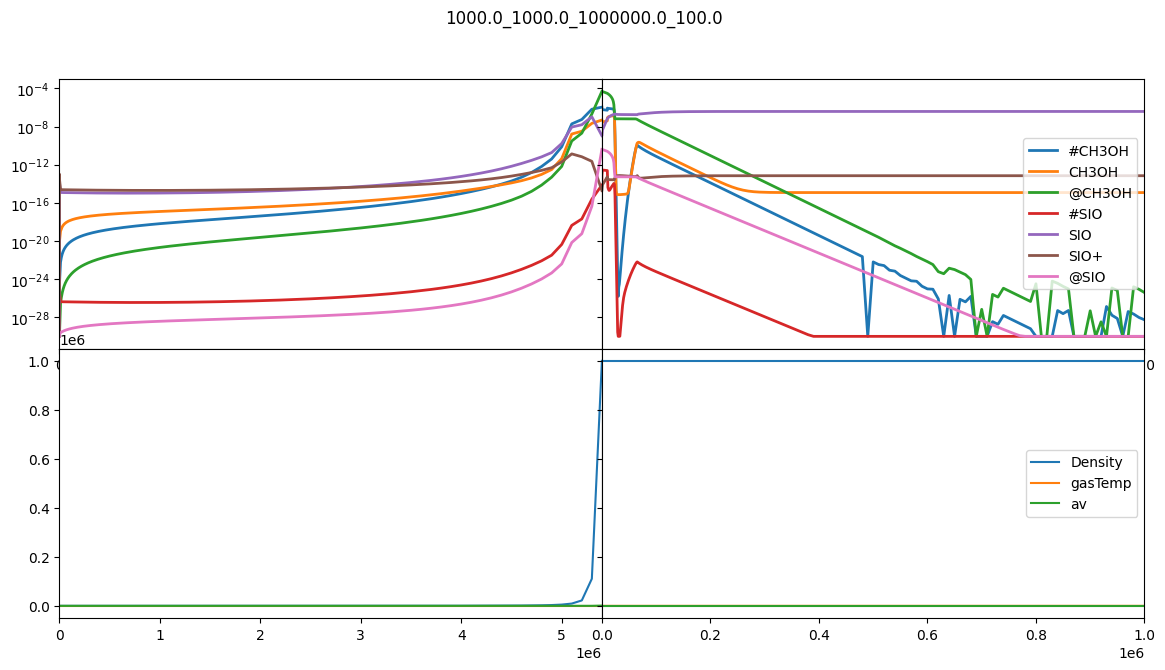 1000.0_1000.0_1000000.0_100.0
10⁻⁴
10⁻⁸
10⁻¹²
10⁻¹⁶
10⁻²⁰
10⁻²⁴
10⁻²⁸
1e6
#CH3OH
CH3OH
@CH3OH
#SIO
SIO
SIO+
@SIO
0
1.0
0.8
0.6
0.4
0.2
0.0
Density
gasTemp
av
0 1 2 3 4 5 0.0 0.2 0.4 0.6 0.8 1.0
1e6 1e6